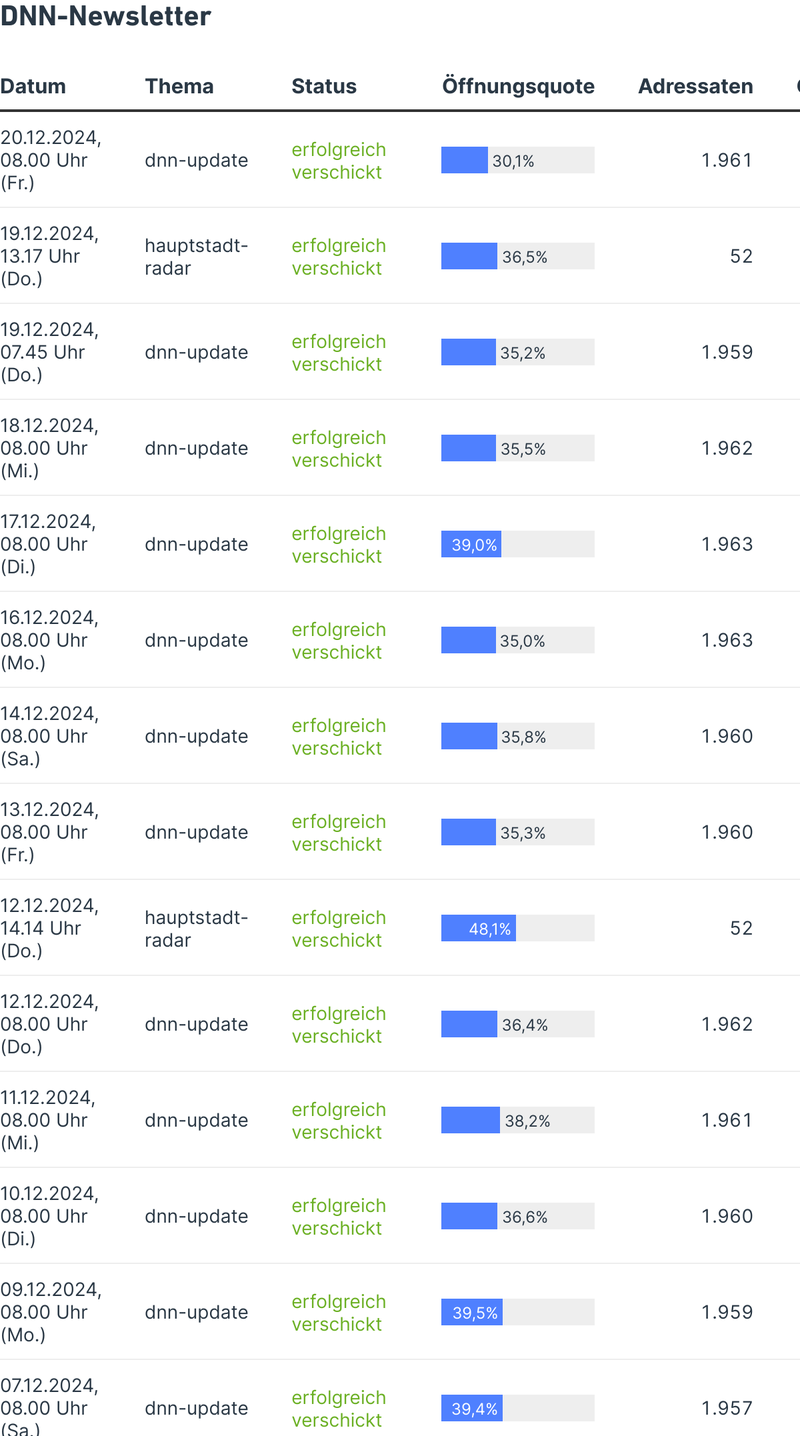 DNN-Newsletter
Datum Thema Status Öffnungsquote Adressaten
20.12.2024,
08.00 Uhr
(Fr.)
dnn-update
erfolgreich
verschickt
30,1%
1.961
19.12.2024,
13.17 Uhr
(Do.)
hauptstadt-
radar
erfolgreich
verschickt
36,5%
52
19.12.2024,
07.45 Uhr
(Do.)
dnn-update
erfolgreich
verschickt
35,2%
1.959
18.12.2024,
08.00 Uhr
(Mi.)
dnn-update
erfolgreich
verschickt
35,5%
1.962
17.12.2024,
08.00 Uhr
(Di.)
dnn-update
erfolgreich
verschickt
39,0%
1.963
16.12.2024,
08.00 Uhr
(Mo.)
dnn-update
erfolgreich
verschickt
35,0%
1.963
14.12.2024,
08.00 Uhr
(Sa.)
dnn-update
erfolgreich
verschickt
35,8%
1.960
13.12.2024,
08.00 Uhr
(Fr.)
dnn-update
erfolgreich
verschickt
35,3%
1.960
12.12.2024,
14.14 Uhr
(Do.)
hauptstadt-
radar
erfolgreich
verschickt
48,1%
52
12.12.2024,
08.00 Uhr
(Do.)
dnn-update
erfolgreich
verschickt
36,4%
1.962
11.12.2024,
08.00 Uhr
(Mi.)
dnn-update
erfolgreich
verschickt
38,2%
1.961
10.12.2024,
08.00 Uhr
(Di.)
dnn-update
erfolgreich
verschickt
36,6%
1.960
09.12.2024,
08.00 Uhr
(Mo.)
dnn-update
erfolgreich
verschickt
39,5%
1.959
07.12.2024,
08.00 Uhr
(Sa.)
dnn-update
erfolgreich
verschickt
39,4%
1.957